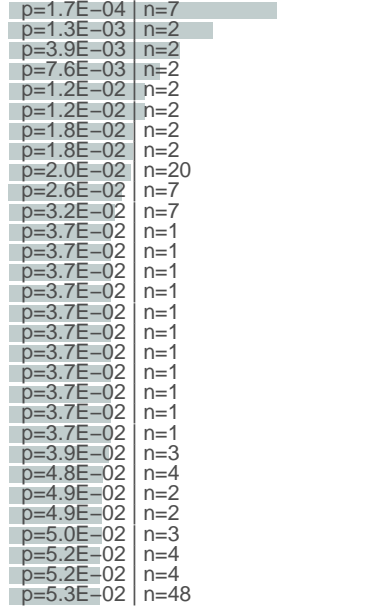 p=1.7E−04 | n=7
p=1.3E−03 | n=2
p=3.9E−03 | n=2
p=7.6E−03 | n=2
p=1.2E−02 | n=2
p=1.2E−02 | n=2
p=1.8E−02 | n=2
p=1.8E−02 | n=2
p=2.0E−02 | n=20
p=2.6E−02 | n=7
p=3.2E−02 | n=7
p=3.7E−02 | n=1
p=3.7E−02 | n=1
p=3.7E−02 | n=1
p=3.7E−02 | n=1
p=3.7E−02 | n=1
p=3.7E−02 | n=1
p=3.7E−02 | n=1
p=3.7E−02 | n=1
p=3.7E−02 | n=1
p=3.7E−02 | n=1
p=3.7E−02 | n=1
p=3.9E−02 | n=3
p=4.8E−02 | n=4
p=4.9E−02 | n=2
p=4.9E−02 | n=2
p=5.0E−02 | n=3
p=5.2E−02 | n=4
p=5.2E−02 | n=4
p=5.3E−02 | n=48